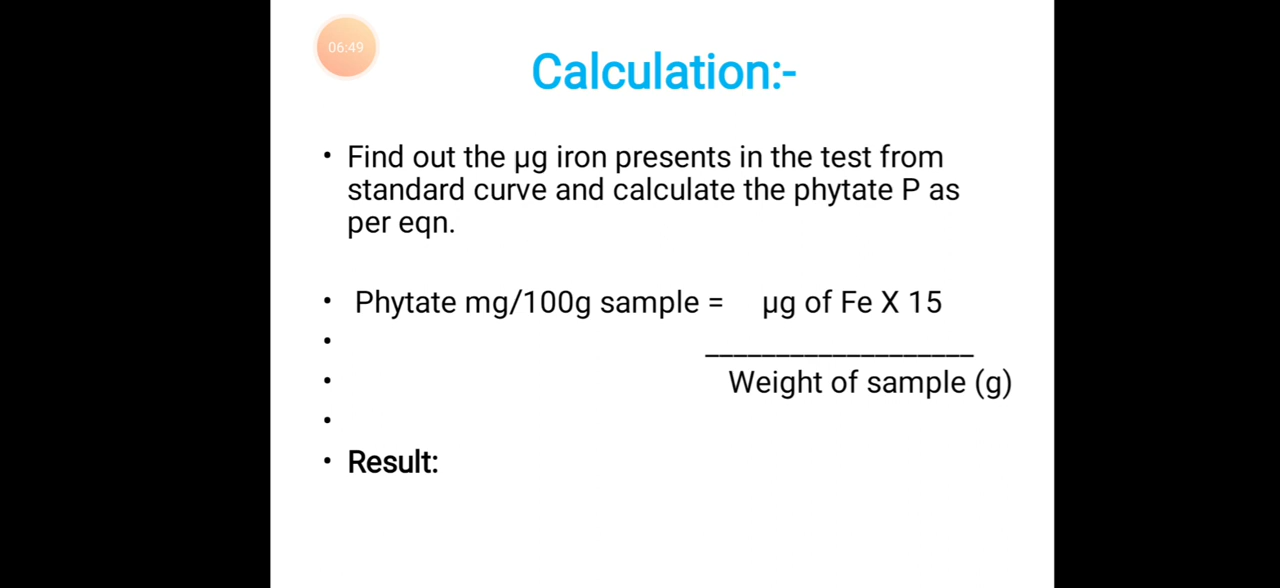 06:49
Calculation:-
• Find out the µg iron presents in the test from
standard curve and calculate the phytate P as
per eqn.
• Phytate mg/100g sample = µg of Fe X 15
• ___________________
• Weight of sample (g)
•
• Result: